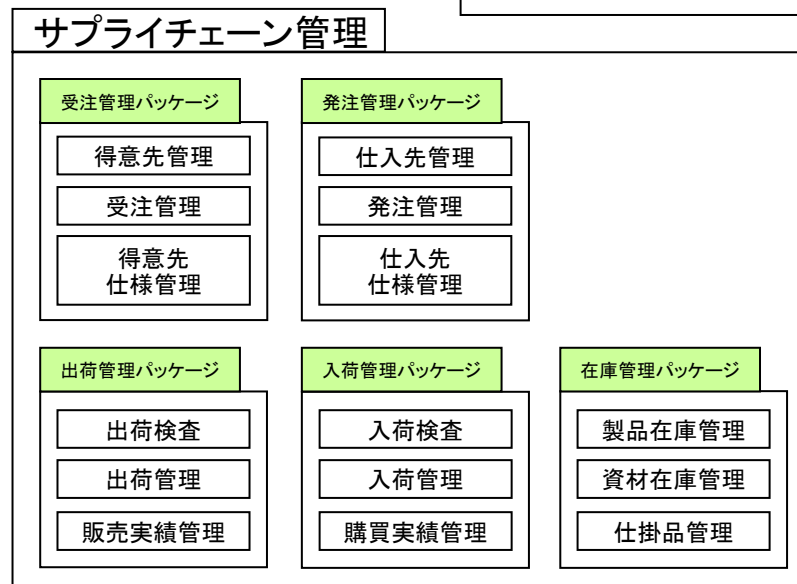 サプライチェーン管理
受注管理パッケージ
得意先管理
受注管理
得意先
仕様管理
発注管理パッケージ
仕入先管理
発注管理
仕入先
仕様管理
出荷管理パッケージ
出荷検査
出荷管理
販売実績管理
入荷管理パッケージ
入荷検査
入荷管理
購買実績管理
在庫管理パッケージ
製品在庫管理
資材在庫管理
仕掛品管理